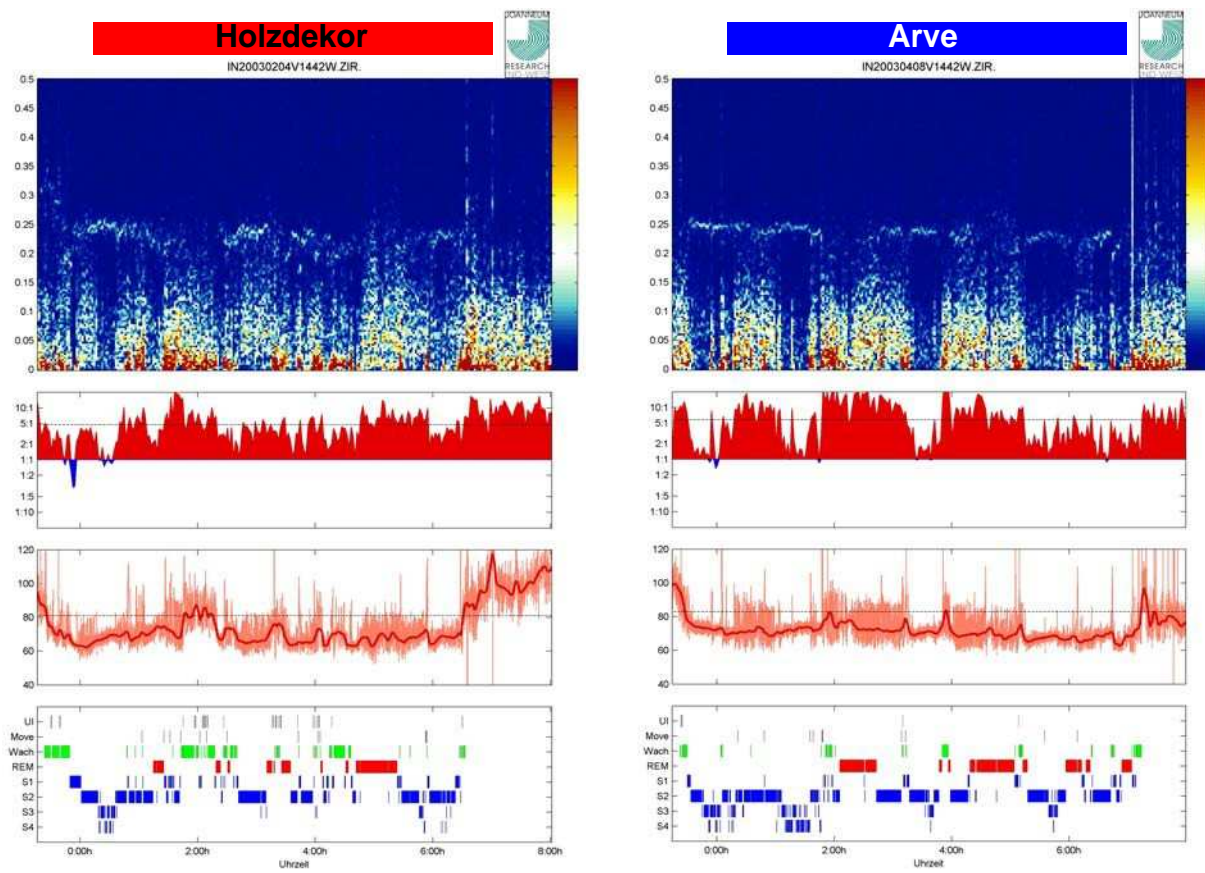 Holzdekor
JOANNEUM
RESEARCH
IN20030204V1442W.ZIR.
0.5
0.45
0.4
0.35
0.3
0.25
0.2
0.15
0.1
0.05
0
10:1
5:1
2:1
1:1
1:2
1:5
1:10
120
100
80
60
40
UI
Move
Wach
REM
S1
S2
S3
S4
0:00h 2:00h 4:00h 6:00h 8:00h
Uhrzeit
Arve
JOANNEUM
RESEARCH
IN20030408V1442W.ZIR.
0.5
0.45
0.4
0.35
0.3
0.25
0.2
0.15
0.1
0.05
0
10:1
5:1
2:1
1:1
1:2
1:5
1:10
120
100
80
60
40
UI
Move
Wach
REM
S1
S2
S3
S4
0:00h 2:00h 4:00h 6:00h
Uhrzeit